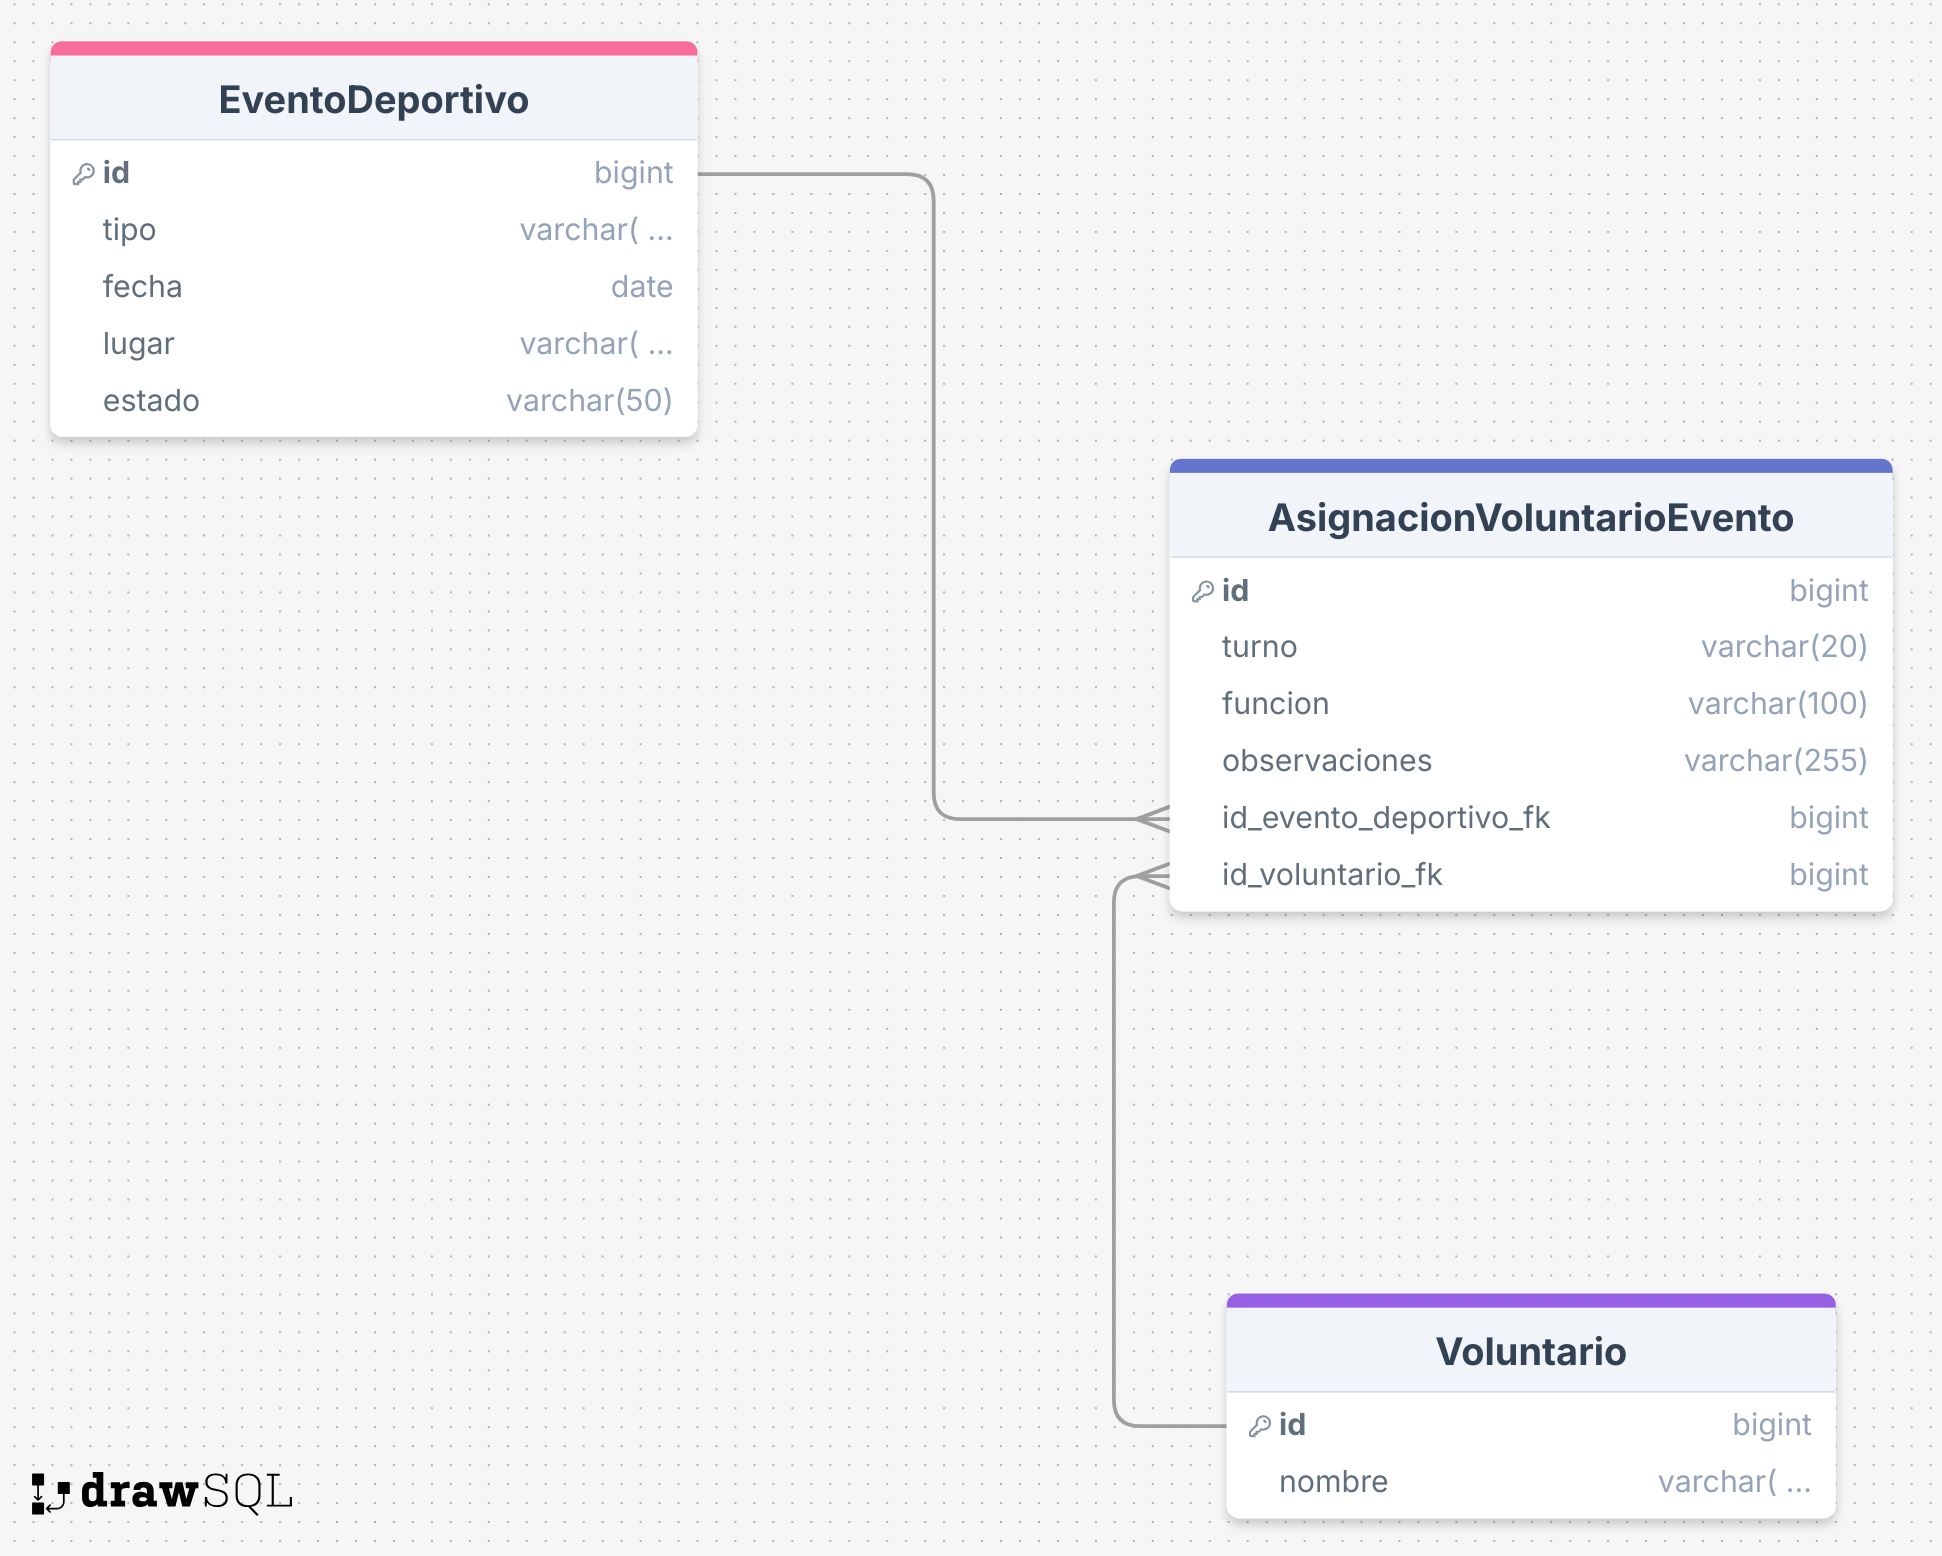 EventoDeportivo
id bigint
tipo varchar( ...
fecha date
lugar varchar( ...
estado varchar(50)
AsignacionVoluntarioEvento
id bigint
turno varchar(20)
funcion varchar(100)
observaciones varchar(255)
id_evento_deportivo_fk bigint
id_voluntario_fk bigint
Voluntario
id bigint
nombre varchar( ...
drawSQL